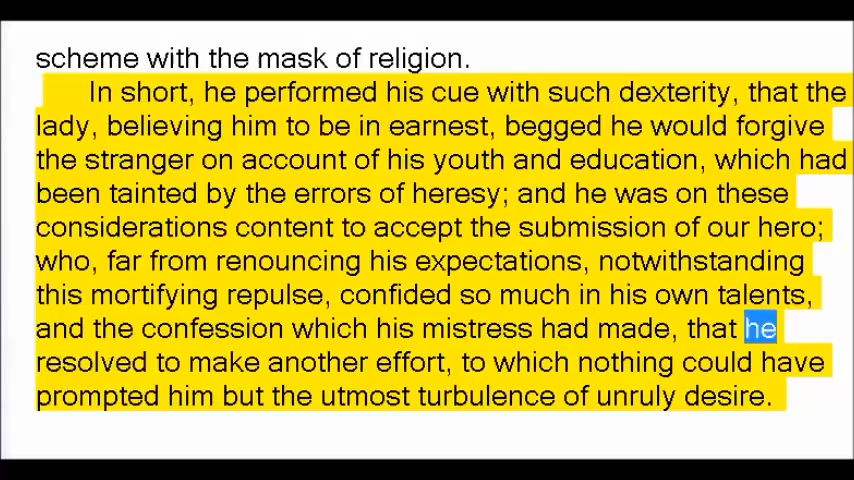 scheme with the mask of religion.
In short, he performed his cue with such dexterity, that the
lady, believing him to be in earnest, begged he would forgive
the stranger on account of his youth and education, which had
been tainted by the errors of heresy; and he was on these
considerations content to accept the submission of our hero;
who, far from renouncing his expectations, notwithstanding
this mortifying repulse, confided so much in his own talents,
and the confession which his mistress had made, that he
resolved to make another effort, to which nothing could have
prompted him but the utmost turbulence of unruly desire.